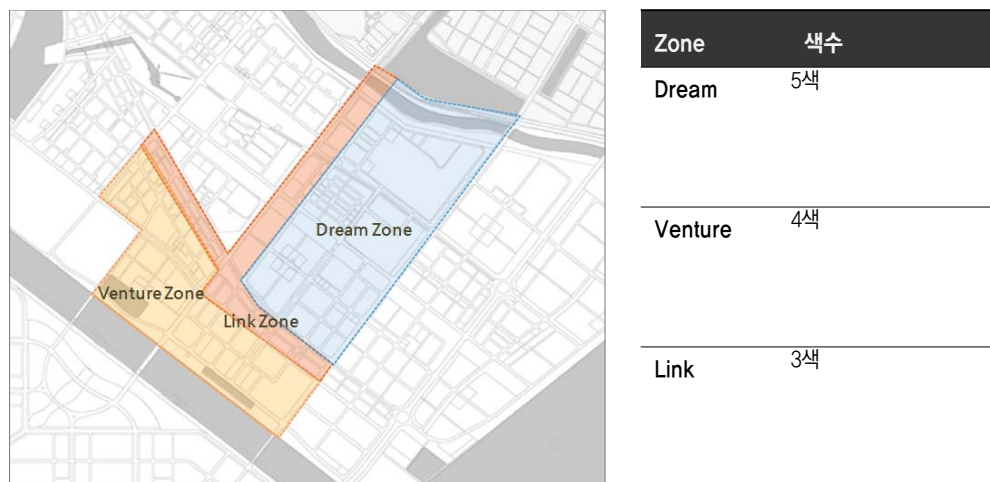 Dream Zone
Venture Zone
Link Zone
Zone 색수
Dream 5색
Venture 4색
Link 3색